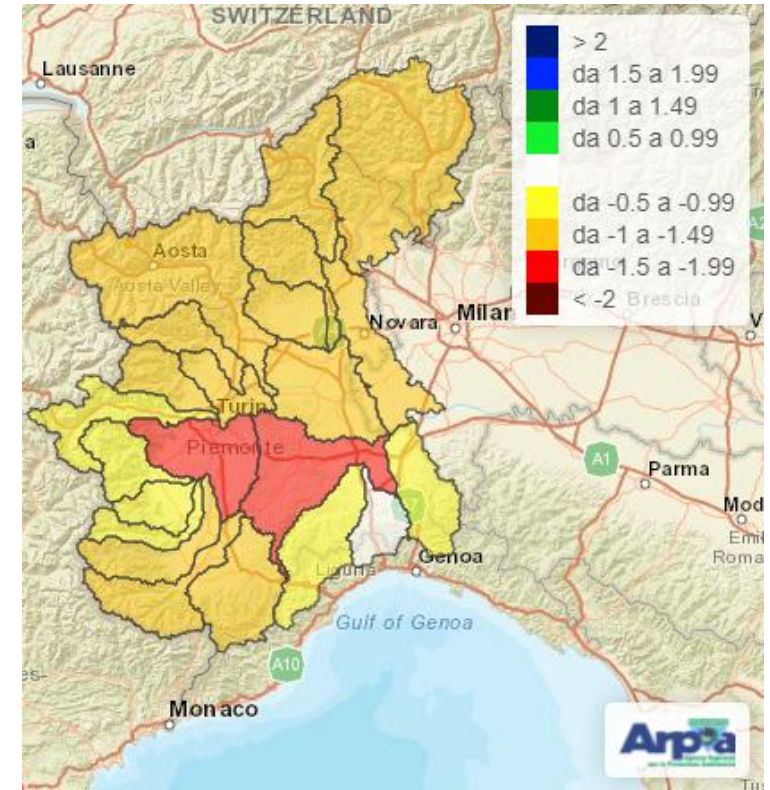 SWITZERLAND
Lausanne
> 2
da 1.5 a 1.99
da 1 a 1.49
da 0.5 a 0.99
da -0.5 a -0.99
da -1 a -1.49
da -1.5 a -1.99
< -2
Aosta
Aosta Valley
Novara
Milan
Brescia
Turin
Piemonte
A1
Parma
Genoa
Liguria
Gulf of Genoa
A10
Monaco
Arpa